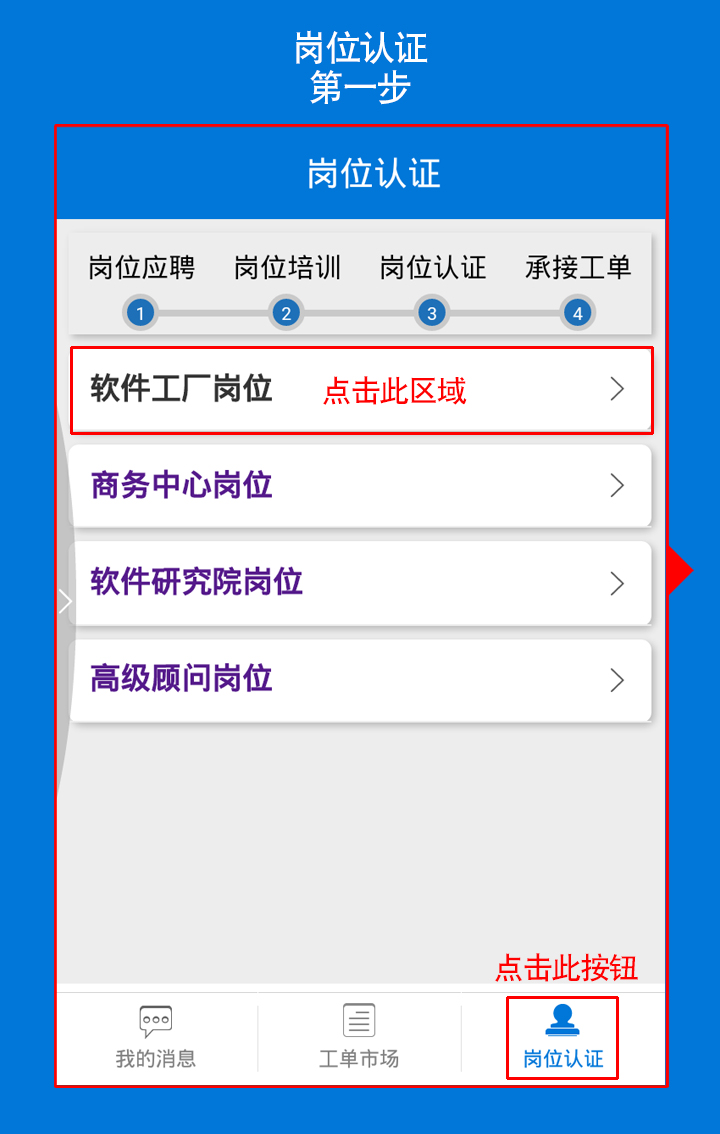 岗位认证
第一步
岗位认证
岗位应聘 岗位培训 岗位认证 承接工单
1 2 3 4
软件工厂岗位 点击此区域
商务中心岗位
软件研究院岗位
高级顾问岗位
点击此按钮
我的消息 工单市场 岗位认证